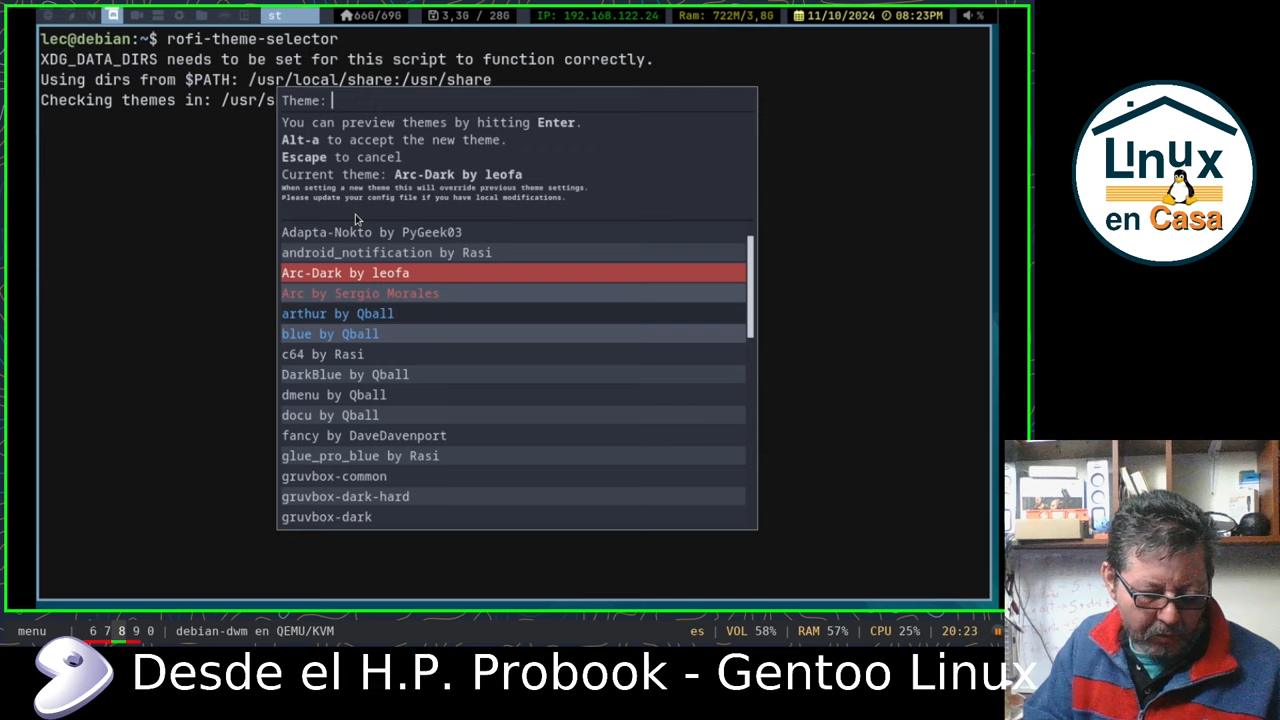 st 66G/69G 3,3G / 28G IP: 192.168.122.24 Ram: 722M/3,8G 11/10/2024 08:23PM %
lec@debian:~$ rofi-theme-selector
XDG_DATA_DIRS needs to be set for this script to function correctly.
Using dirs from $PATH: /usr/local/share:/usr/share
Checking themes in: /usr/s
Theme:
You can preview themes by hitting Enter.
Alt-a to accept the new theme.
Escape to cancel
Current theme: Arc-Dark by leofa
When setting a new theme this will override previous theme settings.
Please update your config file if you have local modifications.
Adapta-Nokto by PyGeek03
android_notification by Rasi
Arc-Dark by leofa
Arc by Sergio Morales
arthur by Qball
blue by Qball
c64 by Rasi
DarkBlue by Qball
dmenu by Qball
docu by Qball
fancy by DaveDavenport
glue_pro_blue by Rasi
gruvbox-common
gruvbox-dark-hard
gruvbox-dark
Linux
en Casa
menu | 6 7 8 9 0 | debian-dwm en QEMU/KVM es | VOL 58% | RAM 57% | CPU 25% | 20:23
Desde el H.P. Probook - Gentoo Linux